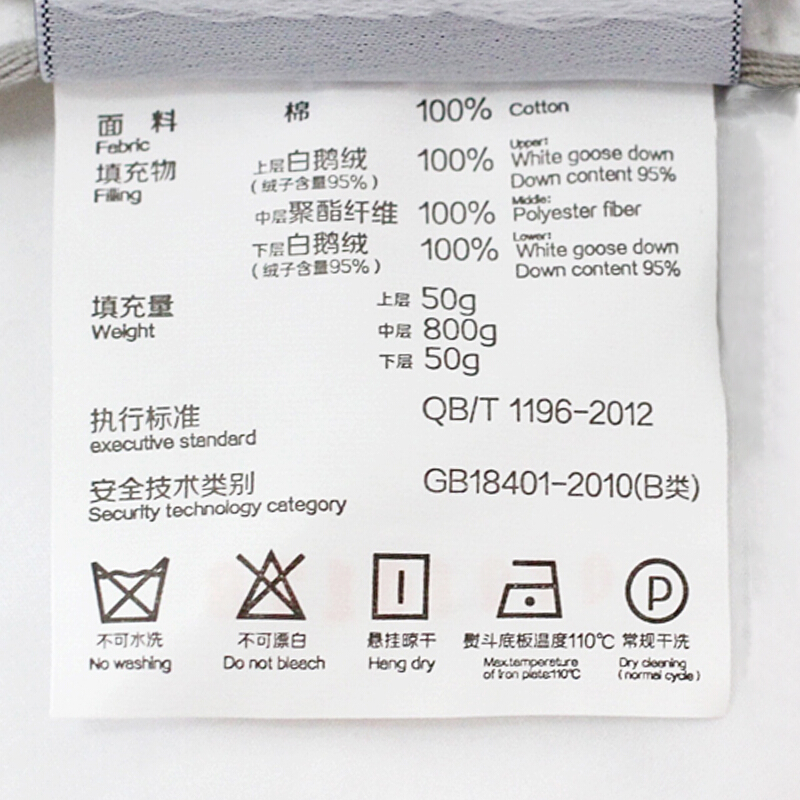 面 料 棉 100% Cotton
Febric
填充物 上层白鹅绒 100% Upper: White goose down
Filling (绒子含量95%) Down content 95%
中层聚酯纤维 100% Middle: Polyester fiber
下层白鹅绒 100% Lower: White goose down
(绒子含量95%) Down content 95%
填充量 上层 50g
Weight 中层 800g
下层 50g
执行标准 QB/T 1196-2012
executive standard
安全技术类别 GB18401-2010(B类)
Security technology category
P
不可水洗 不可漂白 悬挂晾干 熨斗底板温度110℃ 常规干洗
No washing Do not bleach Hang dry Max.temperature Dry cleaning
of iron plate:110℃ (normal cycle)